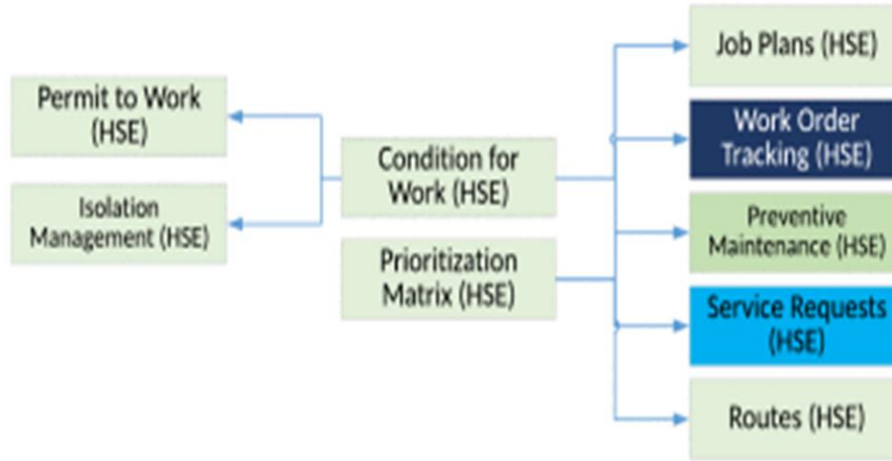 Permit to Work
(HSE)
Isolation
Management (HSE)
Condition for
Work (HSE)
Prioritization
Matrix (HSE)
Job Plans (HSE)
Work Order
Tracking (HSE)
Preventive
Maintenance (HSE)
Service Requests
(HSE)
Routes (HSE)